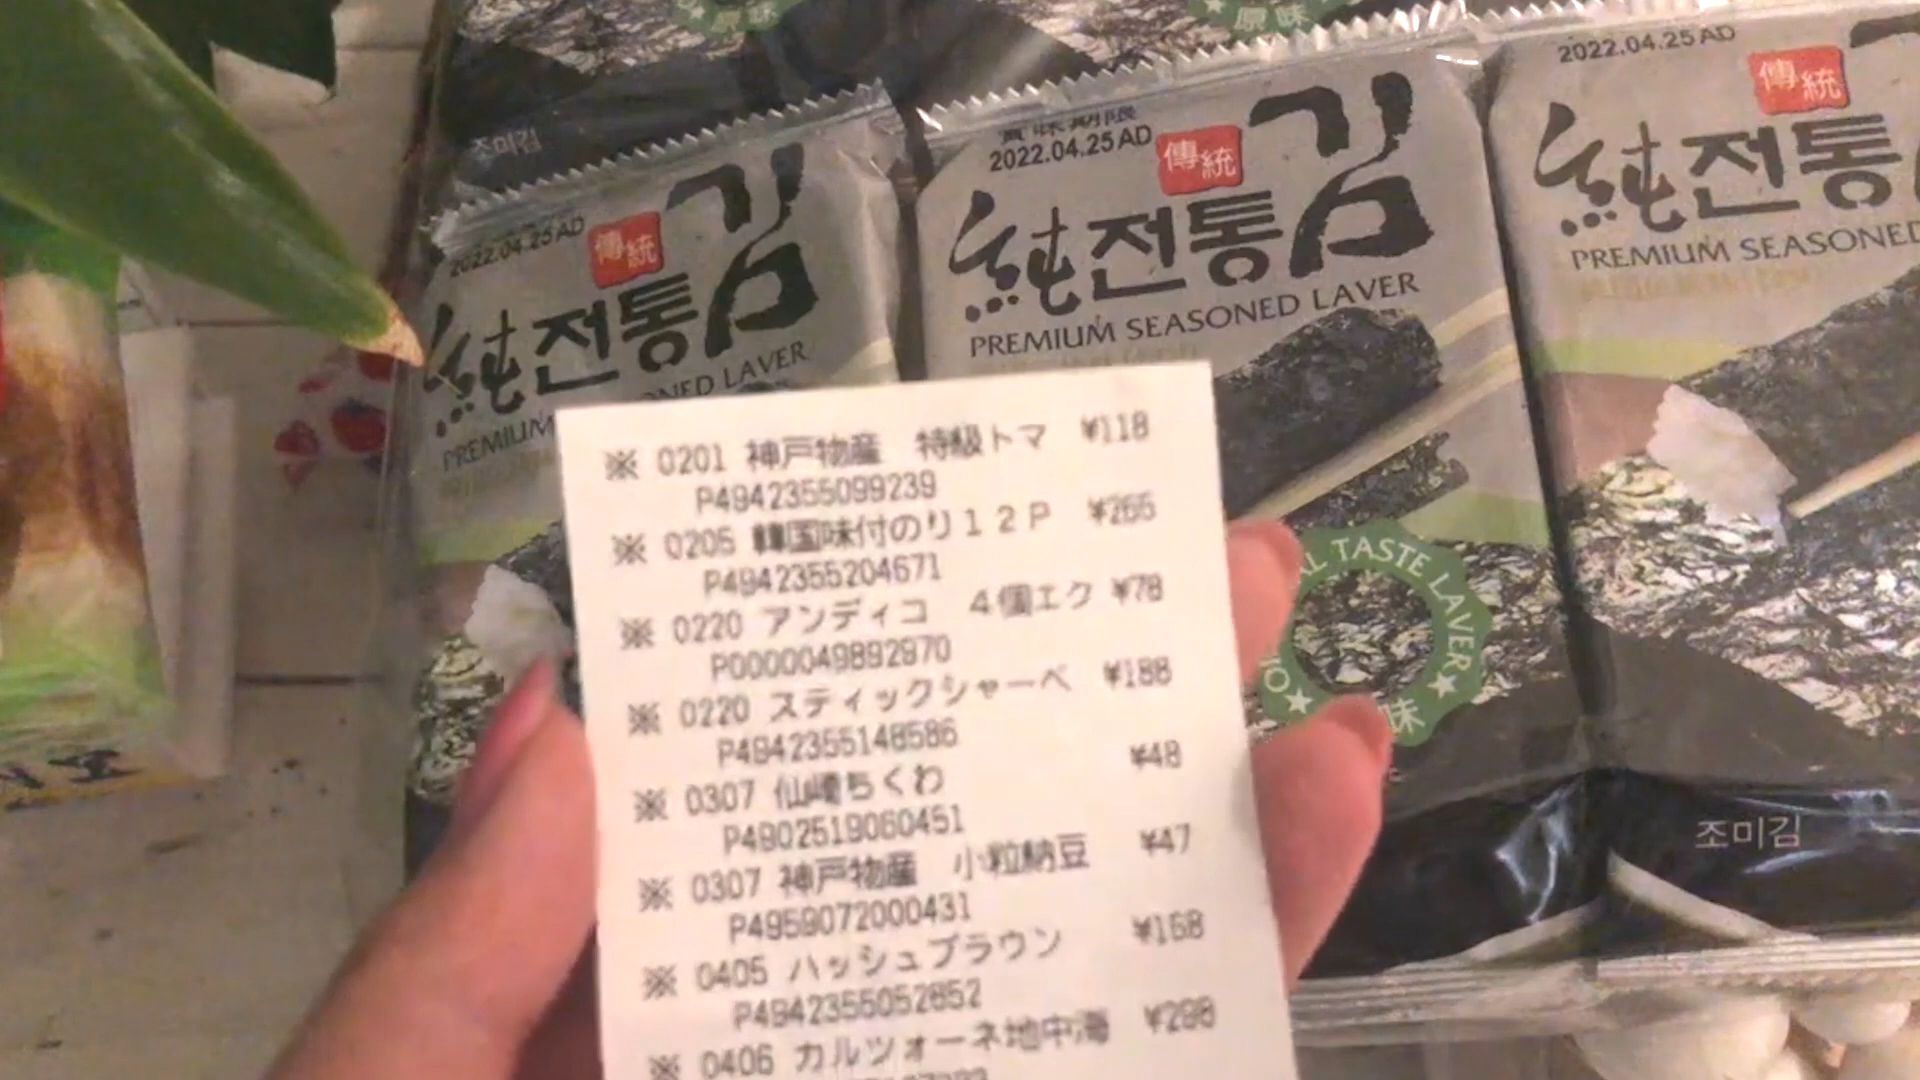 原味
原味
조미김
2022.04.25 AD
傳統
김
純전통
PREMIUM SEASONED LAVER
賞味期限
2022.04.25 AD
傳統
김
純전통
PREMIUM SEASONED LAVER
2022.04.25 AD
傳統
純전통
PREMIUM SEASONED
TASTE LAVER
味
조미김
※ 0201 神戸物産 特級トマ ¥118
P4942355099239
※ 0205 韓国味付のり12P ¥265
P4942355204671
※ 0220 アンディコ 4個エク ¥78
P0000049892970
※ 0220 スティックシャーベ ¥188
P4942355148586
※ 0307 仙崎ちくわ ¥48
P4902519060451
※ 0307 神戸物産 小粒納豆 ¥47
P4959072000431
※ 0405 ハッシュブラウン ¥168
P4942355052852
※ 0406 カルツォーネ地中海 ¥298